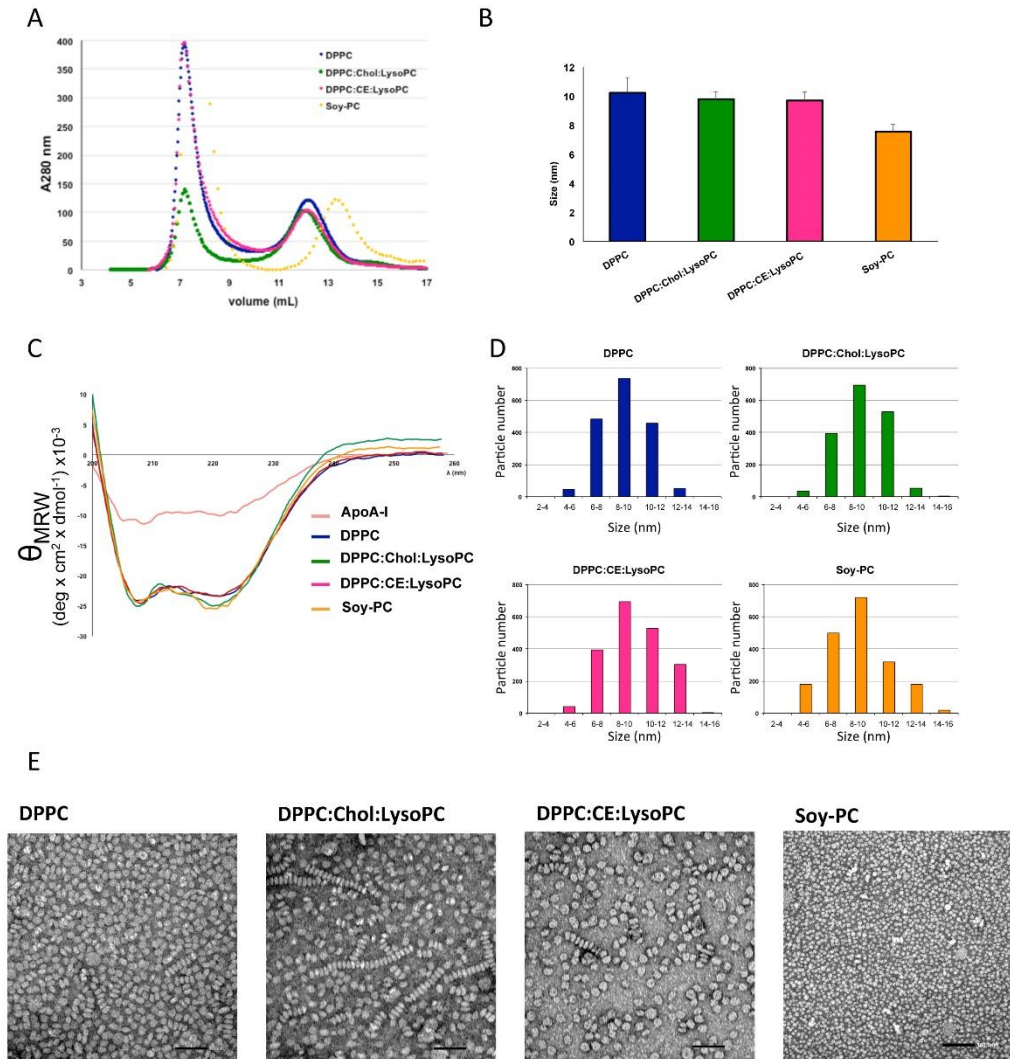 A
400
350
300
250
200
150
100
50
0
A280 nm
3 5 7 9 11 13 15 17
volume (mL)
DPPC
DPPC:Chol:LysoPC
DPPC:CE:LysoPC
Soy-PC
B
12
10
8
6
4
2
0
Size (nm)
DPPC
DPPC:Chol:LysoPC
DPPC:CE:LysoPC
Soy-PC
C
10
5
0
-5
-10
-15
-20
-25
-30
θMRW
(deg x cm² x dmol⁻¹) x10⁻³
200 210 220 230 240 250 260
λ (nm)
ApoA-I
DPPC
DPPC:Chol:LysoPC
DPPC:CE:LysoPC
Soy-PC
D
DPPC
800
600
400
200
0
Particle number
2-4 4-6 6-8 8-10 10-12 12-14 14-16
Size (nm)
DPPC:Chol:LysoPC
800
600
400
200
0
Particle number
2-4 4-6 6-8 8-10 10-12 12-14 14-16
Size (nm)
DPPC:CE:LysoPC
800
600
400
200
0
Particle number
2-4 4-6 6-8 8-10 10-12 12-14 14-16
Size (nm)
Soy-PC
800
600
400
200
0
Particle number
2-4 4-6 6-8 8-10 10-12 12-14 14-16
Size (nm)
E
DPPC
DPPC:Chol:LysoPC
DPPC:CE:LysoPC
Soy-PC